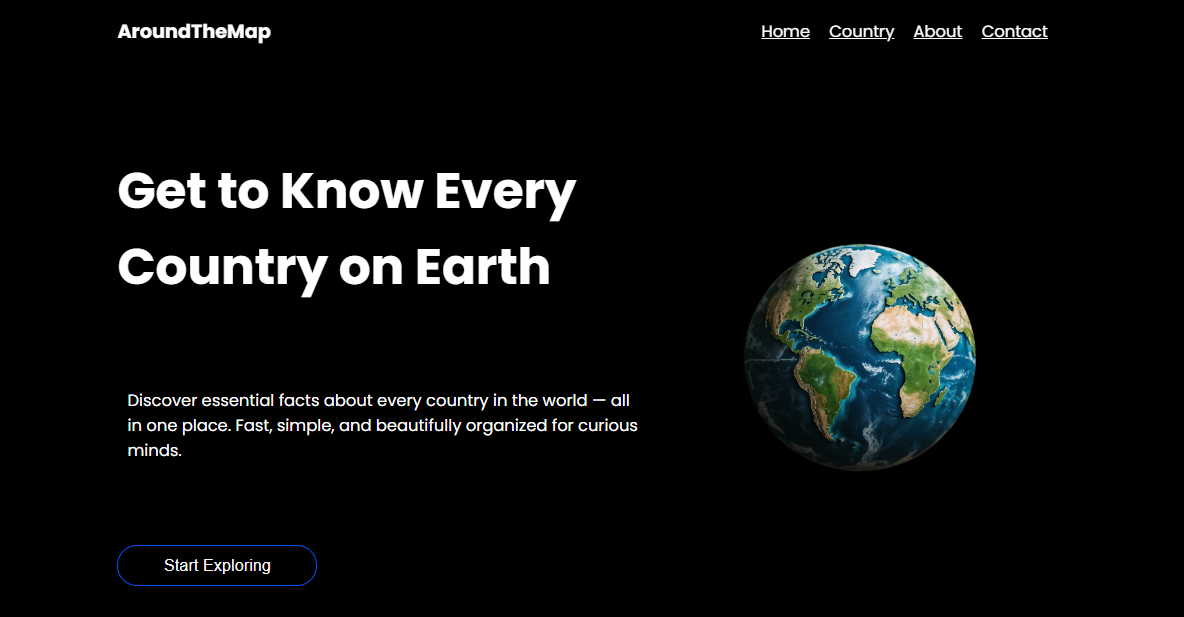 AroundTheMap
Home Country About Contact
Get to Know Every
Country on Earth
Discover essential facts about every country in the world — all
in one place. Fast, simple, and beautifully organized for curious
minds.
Start Exploring